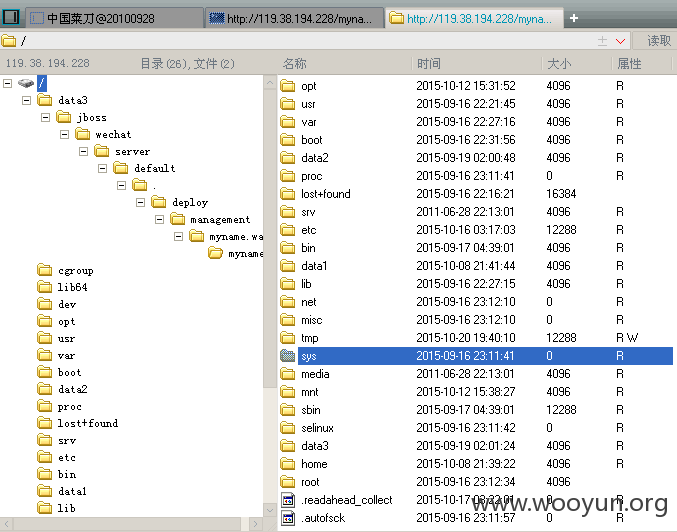 中国菜刀@20100928
http://119.38.194.228/myna...
http://119.38.194.228/myna...
/
读取
119.38.194.228
目录(26),文件(2)
名称 时间 大小 属性
/
data3
jboss
wechat
server
default
.
deploy
management
myname.wa
myname
cgroup
lib64
dev
opt
usr
var
boot
data2
proc
lost+found
srv
etc
bin
data1
lib
opt 2015-10-12 15:31:52 4096 R
usr 2015-09-16 22:21:45 4096 R
var 2015-09-16 22:27:16 4096 R
boot 2015-09-16 22:31:56 4096 R
data2 2015-09-19 02:00:48 4096 R
proc 2015-09-16 23:11:41 0 R
lost+found 2015-09-16 22:16:21 16384
srv 2011-06-28 22:13:01 4096 R
etc 2015-10-16 03:17:03 12288 R
bin 2015-09-17 04:39:01 4096 R
data1 2015-10-08 21:41:44 4096 R
lib 2015-09-16 22:27:15 4096 R
net 2015-09-16 23:12:10 0 R
misc 2015-09-16 23:12:10 0 R
tmp 2015-10-20 19:40:10 12288 R W
sys 2015-09-16 23:11:41 0 R
media 2011-06-28 22:13:01 4096 R
mnt 2015-10-12 15:38:27 4096 R
sbin 2015-09-17 04:39:01 12288 R
selinux 2015-09-16 23:11:42 0 R
data3 2015-09-19 02:01:24 4096 R
home 2015-10-08 21:39:22 4096 R
root 2015-09-16 23:12:34 4096
.readahead_collect 2015-10-17 03:22:01 0 R
.autofsck 2015-09-16 23:11:57 0 R
www.wooyun.org